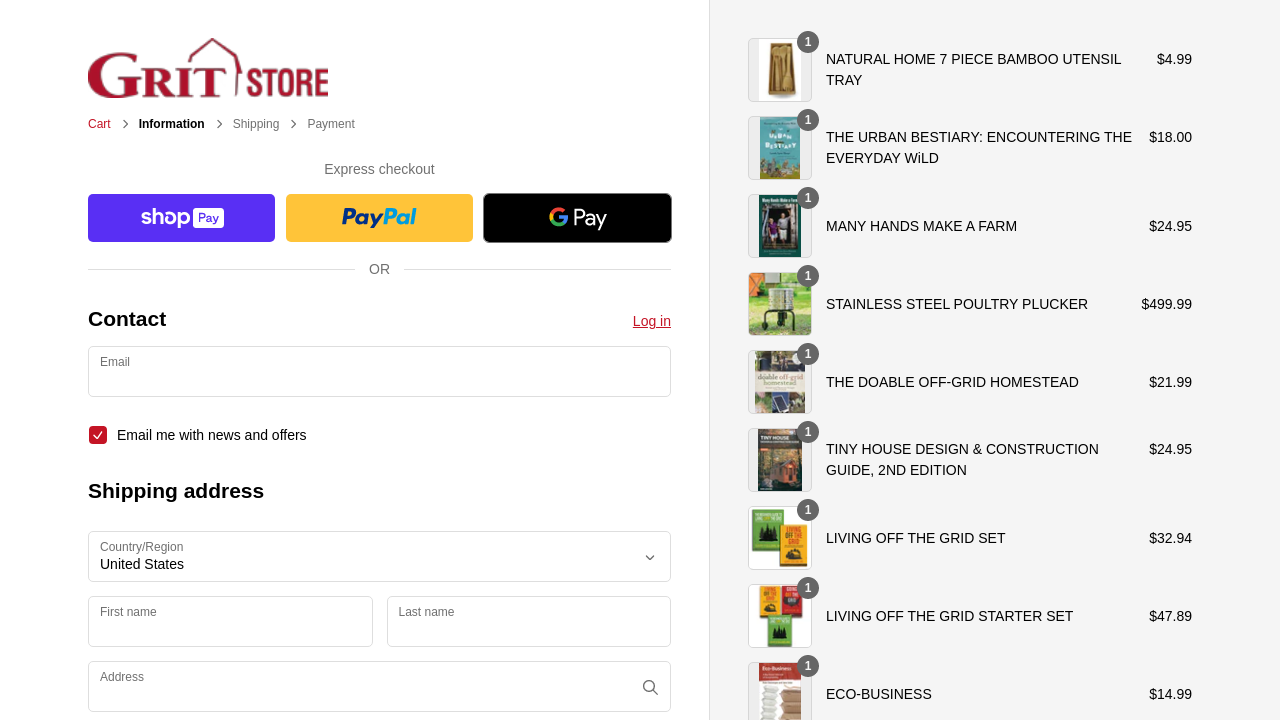 GRIT STORE
Cart
Information
Shipping
Payment
Express checkout
shop Pay
PayPal
G Pay
OR
Contact
Log in
Email
Email me with news and offers
Shipping address
Country/Region
United States
First name
Last name
Address
1
NATURAL HOME 7 PIECE BAMBOO UTENSIL
TRAY
$4.99
1
THE URBAN BESTIARY: ENCOUNTERING THE
EVERYDAY WiLD
$18.00
1
MANY HANDS MAKE A FARM
$24.95
1
STAINLESS STEEL POULTRY PLUCKER
$499.99
1
THE DOABLE OFF-GRID HOMESTEAD
$21.99
1
TINY HOUSE DESIGN & CONSTRUCTION
GUIDE, 2ND EDITION
$24.95
1
LIVING OFF THE GRID SET
$32.94
1
LIVING OFF THE GRID STARTER SET
$47.89
1
ECO-BUSINESS
$14.99